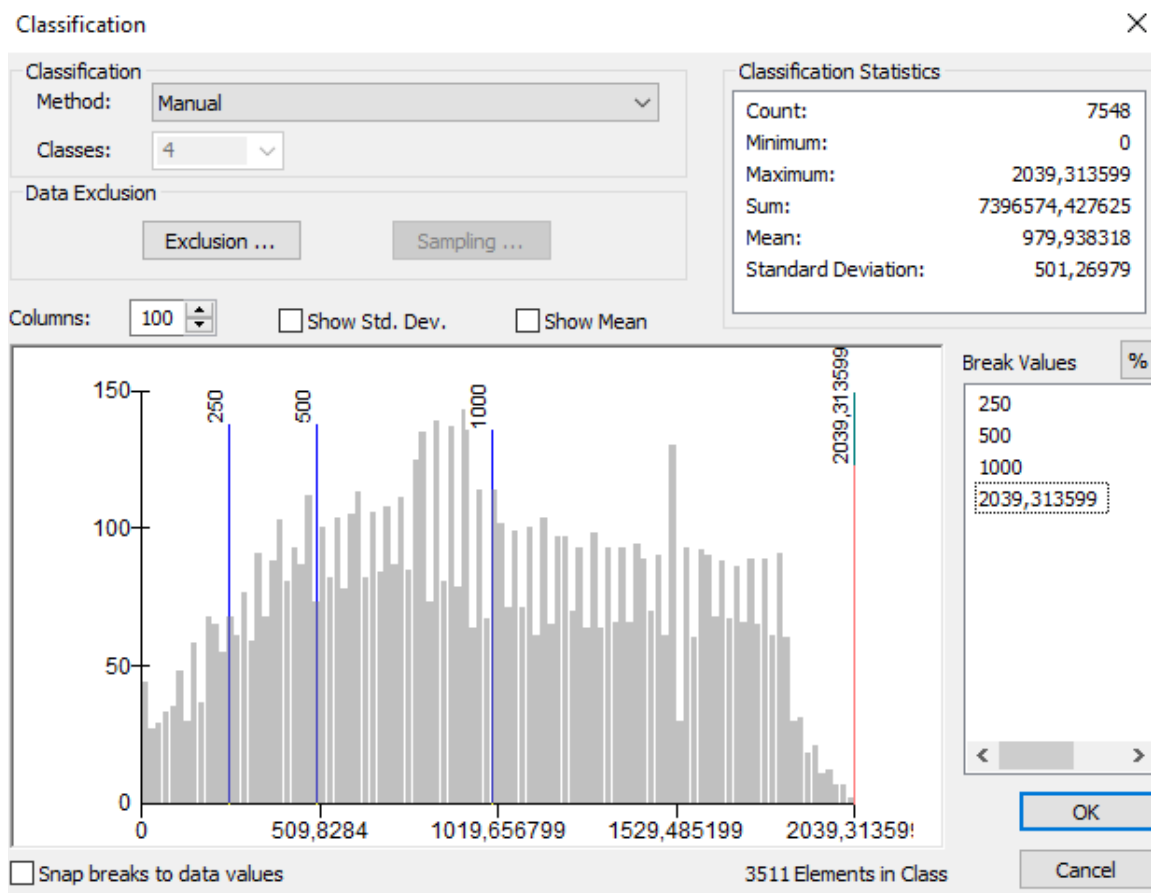 Classification
Classification
Method: Manual
Classes: 4
Data Exclusion
Exclusion ...
Sampling ...
Classification Statistics
Count: 7548
Minimum: 0
Maximum: 2039,313599
Sum: 7396574,427625
Mean: 979,938318
Standard Deviation: 501,26979
Columns: 100
Show Std. Dev.
Show Mean
Break Values
%
250
500
1000
2039,313599
150
100
50
0
250
500
1000
2039,313599
0
509,8284
1019,656799
1529,485199
2039,31359
Snap breaks to data values
3511 Elements in Class
OK
Cancel